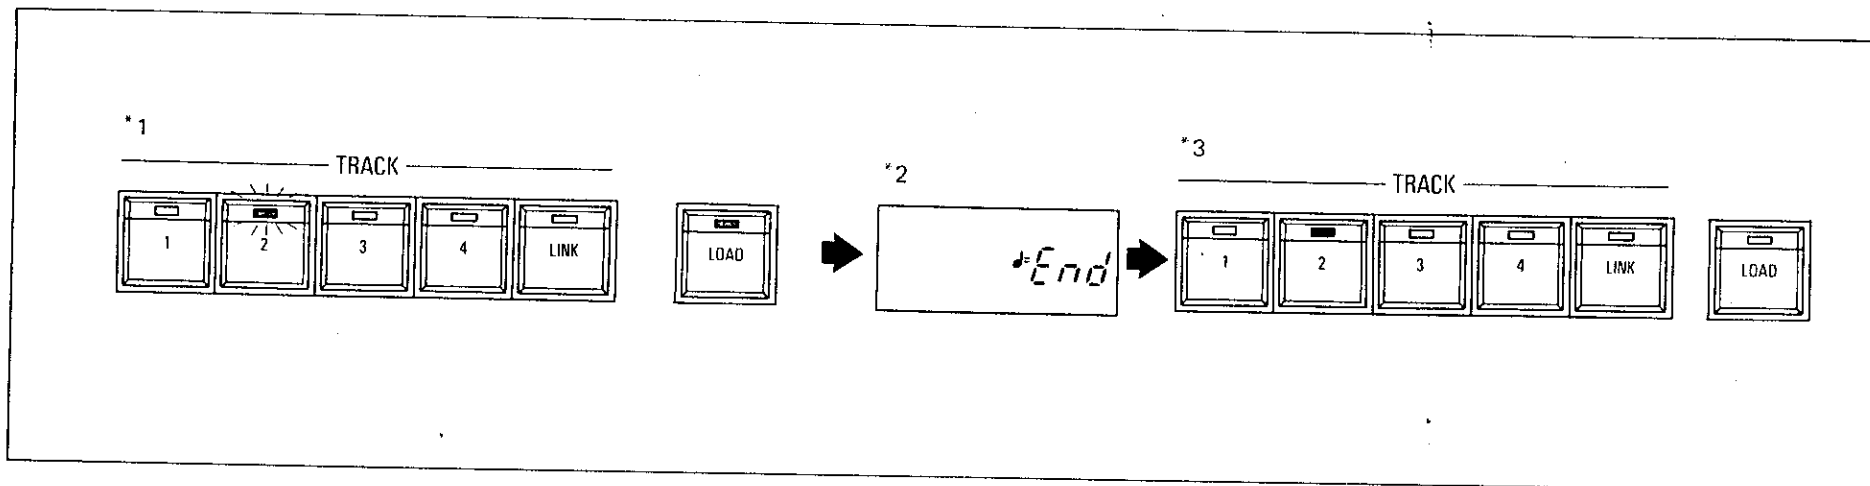 *1
TRACK
1 2 3 4 LINK
LOAD
*2
♩=End
*3
TRACK
1 2 3 4 LINK
LOAD